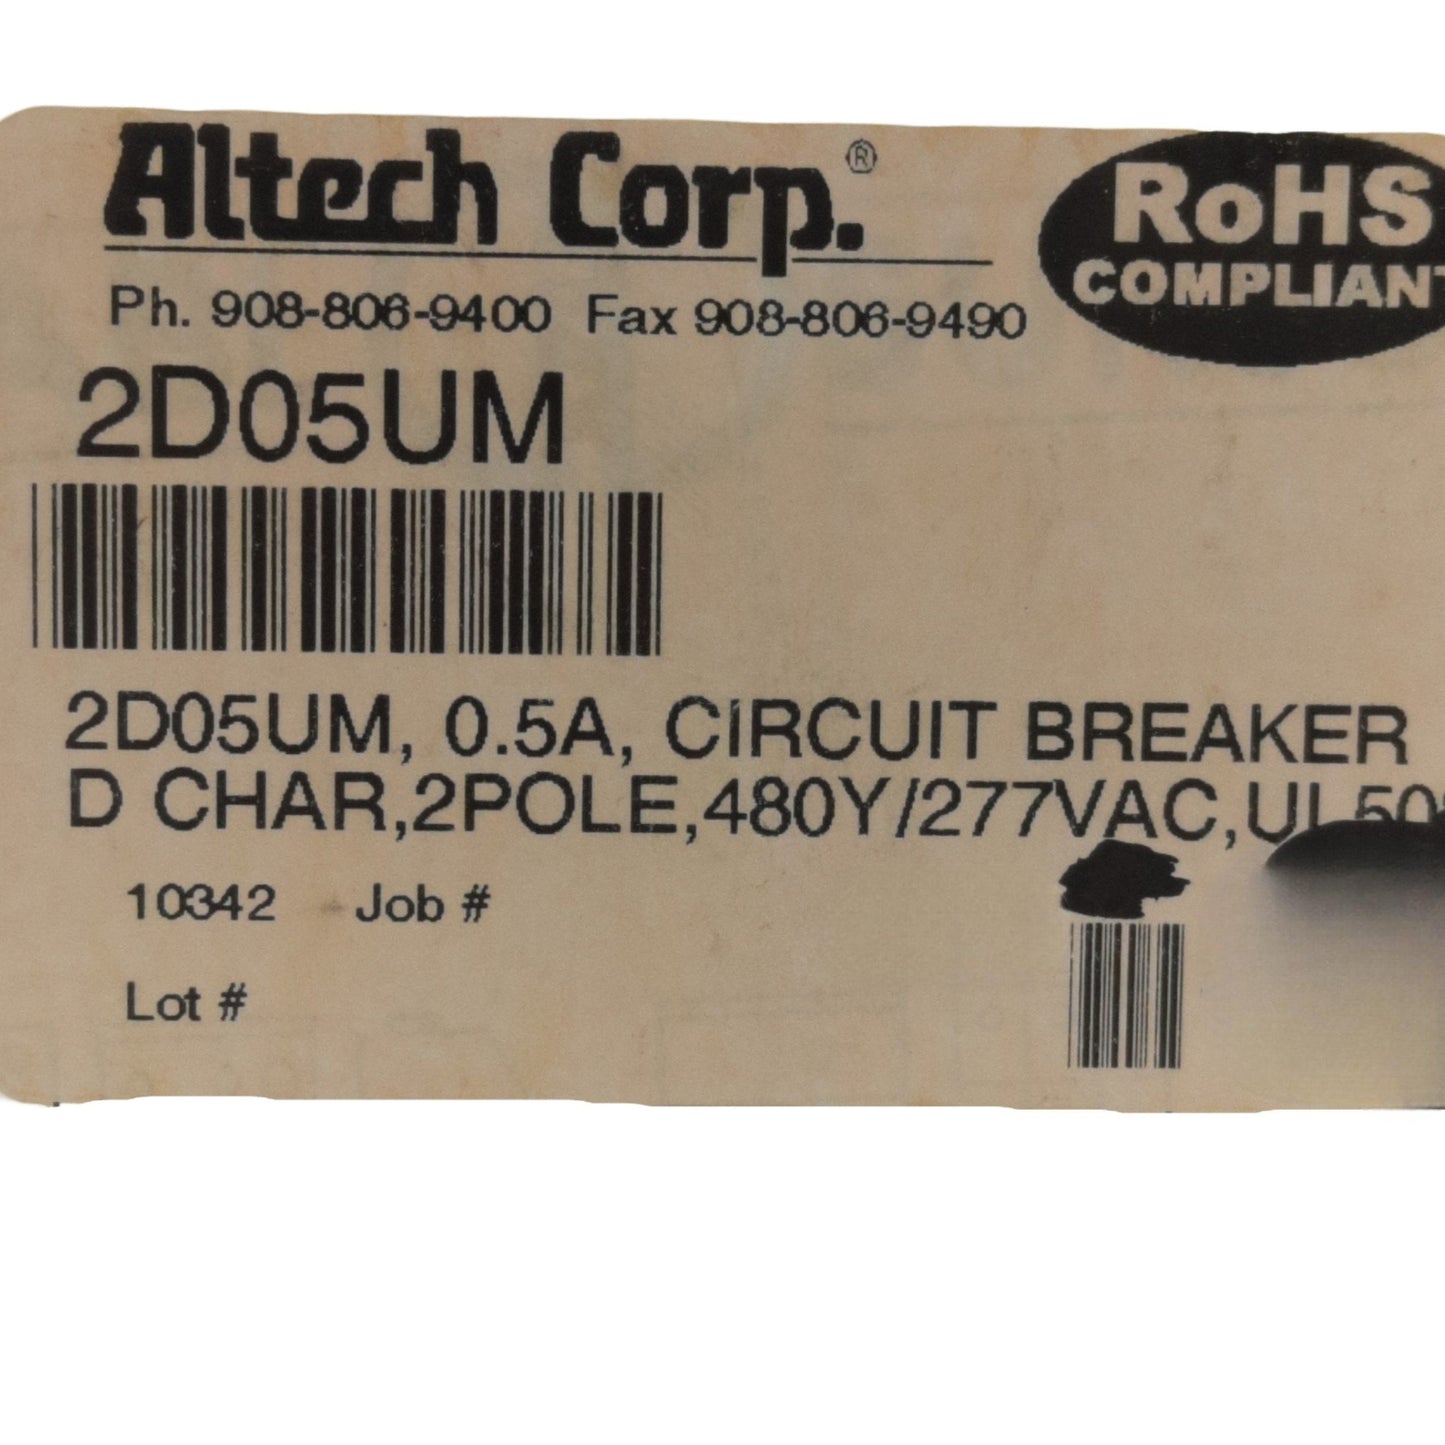 Altech Corp.®
RoHS
COMPLIANT
Ph. 908-806-9400 Fax 908-806-9490
2D05UM
2D05UM, 0.5A, CIRCUIT BREAKER
D CHAR,2POLE,480Y/277VAC,UL
10342 Job #
Lot #